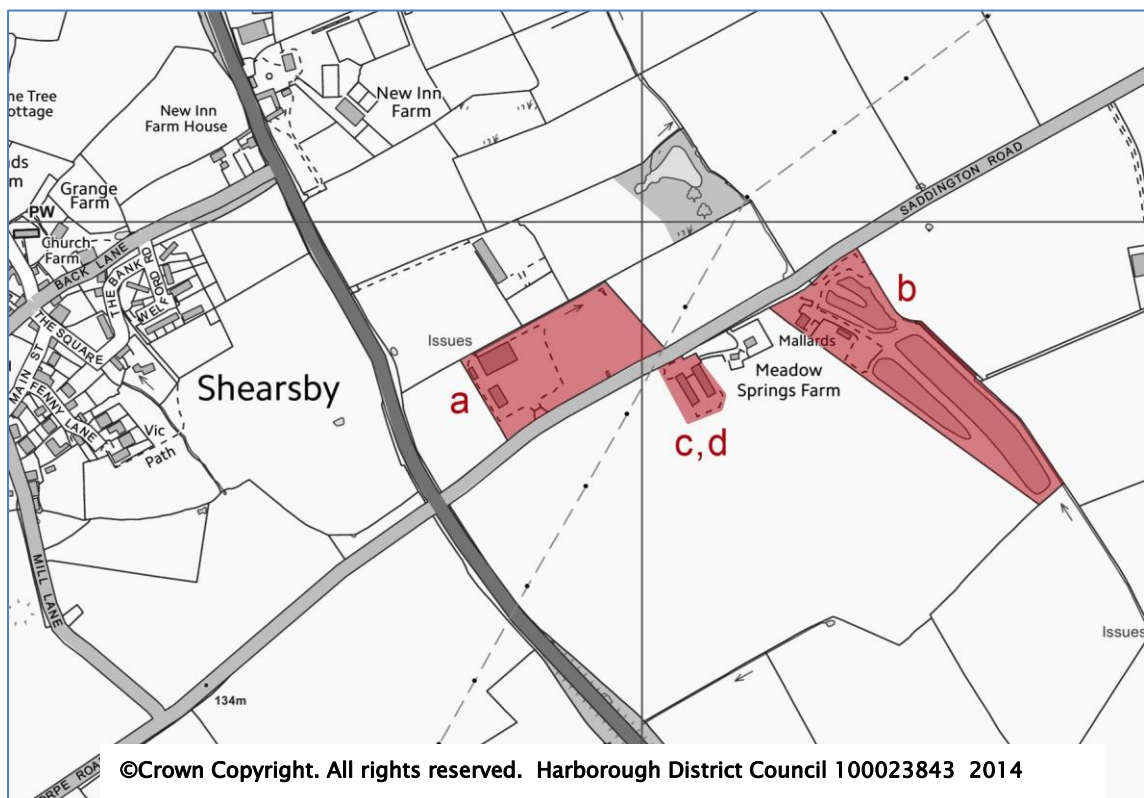 ne Tree
ottage
New Inn
Farm House
New Inn
Farm
ds
m
Grange
Farm
PW
Church
Farm
BACK LANE
THE BANK
RD
WELFORD
THE SQUARE
MAIN ST
FENNY LANE
Vic
Path
Shearsby
MILL LANE
134m
RPE ROA
Issues
a
SADDINGTON ROAD
b
Mallards
Meadow
Springs Farm
c,d
Issues
©Crown Copyright. All rights reserved. Harborough District Council 100023843 2014